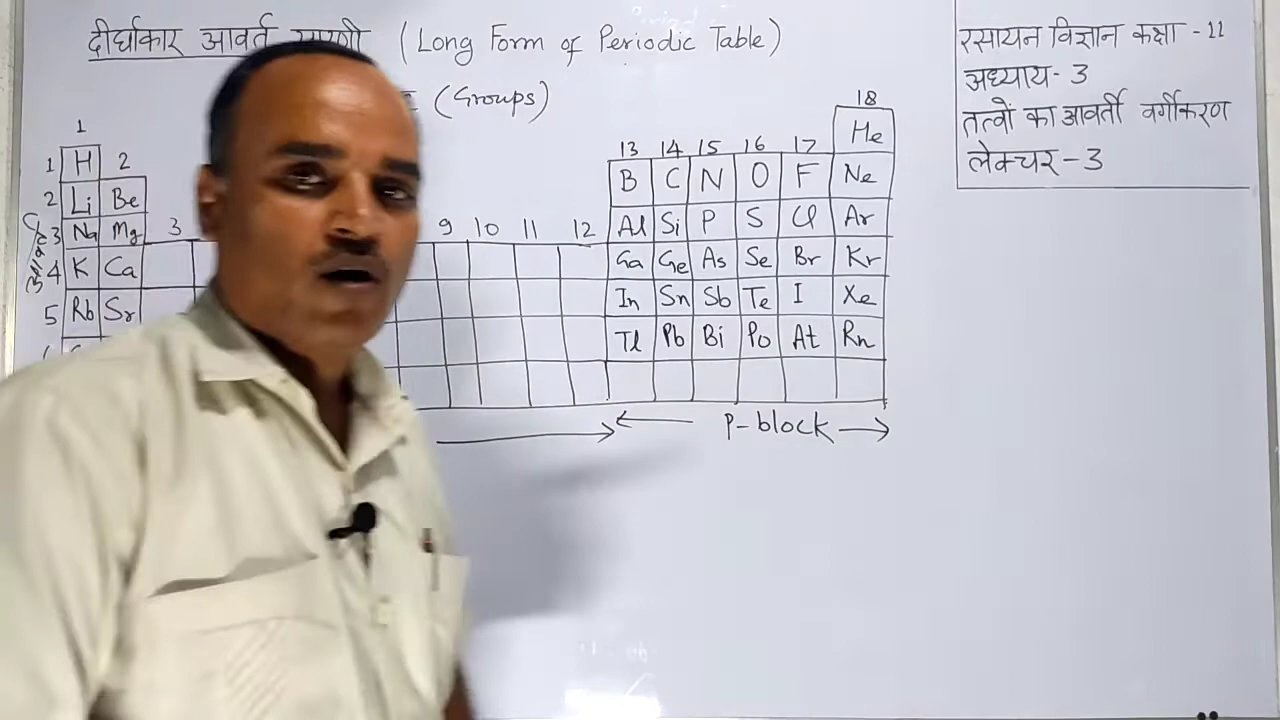 दीर्घाकार आवर्त सारणी (Long Form of Periodic Table)
(Groups)
रसायन विज्ञान कक्षा - 11
अध्याय - 3
तत्वों का आवर्ती वर्गीकरण
लेक्चर - 3
18
1 He
13 14 15 16 17
1 H 2 B C N O F Ne
2 Li Be
3 Na Mg 3 9 10 11 12 Al Si P S Cl Ar
4 K Ca Ga Ge As Se Br Kr
5 Rb Sr In Sn Sb Te I Xe
Tl Pb Bi Po At Rn
P-block